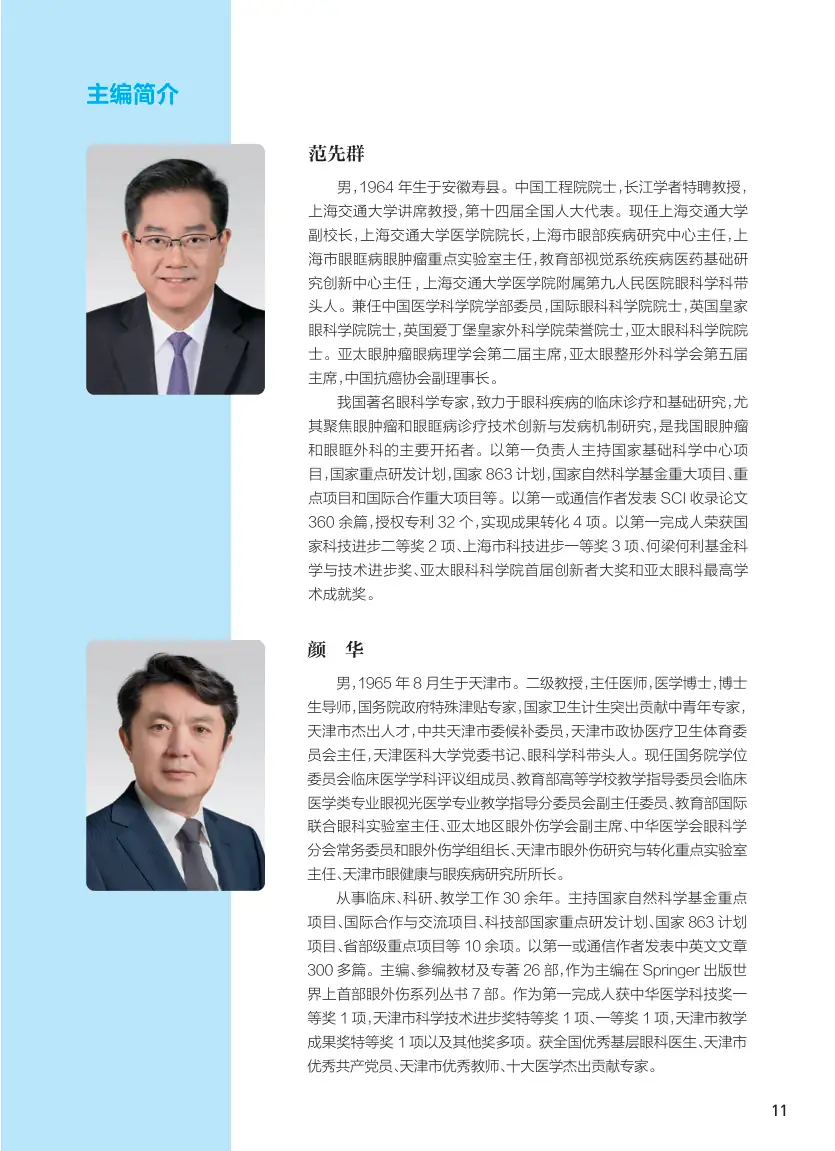 主编简介
范先群
男，1964 年生于安徽寿县。中国工程院院士，长江学者特聘教授，
上海交通大学讲席教授，第十四届全国人大代表。现任上海交通大学
副校长，上海交通大学医学院院长，上海市眼部疾病研究中心主任，上
海市眼眶病眼肿瘤重点实验室主任，教育部视觉系统疾病医药基础研
究创新中心主任，上海交通大学医学院附属第九人民医院眼科学科带
头人。兼任中国医学科学院学部委员，国际眼科科学院院士，英国皇家
眼科学院院士，英国爱丁堡皇家外科学院荣誉院士，亚太眼科科学院院
士。亚太眼肿瘤眼病理学会第二届主席，亚太眼整形外科学会第五届
主席，中国抗癌协会副理事长。
我国著名眼科学专家，致力于眼科疾病的临床诊疗和基础研究，尤
其聚焦眼肿瘤和眼眶病诊疗技术创新与发病机制研究，是我国眼肿瘤
和眼眶外科的主要开拓者。以第一负责人主持国家基础科学中心项
目，国家重点研发计划，国家 863 计划，国家自然科学基金重大项目、重
点项目和国际合作重大项目等。以第一或通信作者发表 SCI 收录论文
360 余篇，授权专利 32 个，实现成果转化 4 项。以第一完成人荣获国
家科技进步二等奖 2 项、上海市科技进步一等奖 3 项、何梁何利基金科
学与技术进步奖、亚太眼科科学院首届创新者大奖和亚太眼科最高学
术成就奖。
颜　华
男，1965 年 8 月生于天津市。二级教授，主任医师，医学博士，博士
生导师，国务院政府特殊津贴专家，国家卫生计生突出贡献中青年专家，
天津市杰出人才，中共天津市委候补委员，天津市政协医疗卫生体育委
员会主任，天津医科大学党委书记、眼科学科带头人。现任国务院学位
委员会临床医学学科评议组成员、教育部高等学校教学指导委员会临床
医学类专业眼视光医学专业教学指导分委员会副主任委员、教育部国际
联合眼科实验室主任、亚太地区眼外伤学会副主席、中华医学会眼科学
分会常务委员和眼外伤学组组长、天津市眼外伤研究与转化重点实验室
主任、天津市眼健康与眼疾病研究所所长。
从事临床、科研、教学工作 30 余年。主持国家自然科学基金重点
项目、国际合作与交流项目、科技部国家重点研发计划、国家 863 计划
项目、省部级重点项目等 10 余项。以第一或通信作者发表中英文文章
300 多篇。主编、参编教材及专著 26 部，作为主编在 Springer 出版世
界上首部眼外伤系列丛书 7 部。作为第一完成人获中华医学科技奖一
等奖 1 项，天津市科学技术进步奖特等奖 1 项、一等奖 1 项，天津市教学
成果奖特等奖 1 项以及其他奖多项。获全国优秀基层眼科医生、天津市
优秀共产党员、天津市优秀教师、十大医学杰出贡献专家。
11